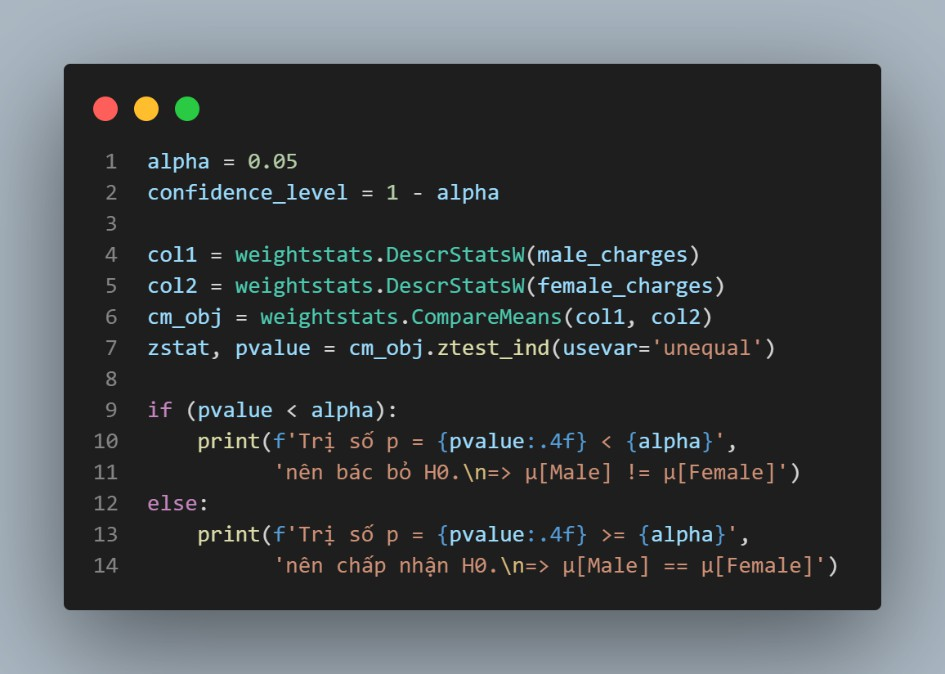 1 alpha = 0.05
2 confidence_level = 1 - alpha
3
4 col1 = weightstats.DescrStatsW(male_charges)
5 col2 = weightstats.DescrStatsW(female_charges)
6 cm_obj = weightstats.CompareMeans(col1, col2)
7 zstat, pvalue = cm_obj.ztest_ind(usevar='unequal')
8
9 if (pvalue < alpha):
10     print(f'Trị số p = {pvalue:.4f} < {alpha}',
11           'nên bác bỏ H0.\n=> μ[Male] != μ[Female]')
12 else:
13     print(f'Trị số p = {pvalue:.4f} >= {alpha}',
14           'nên chấp nhận H0.\n=> μ[Male] == μ[Female]')